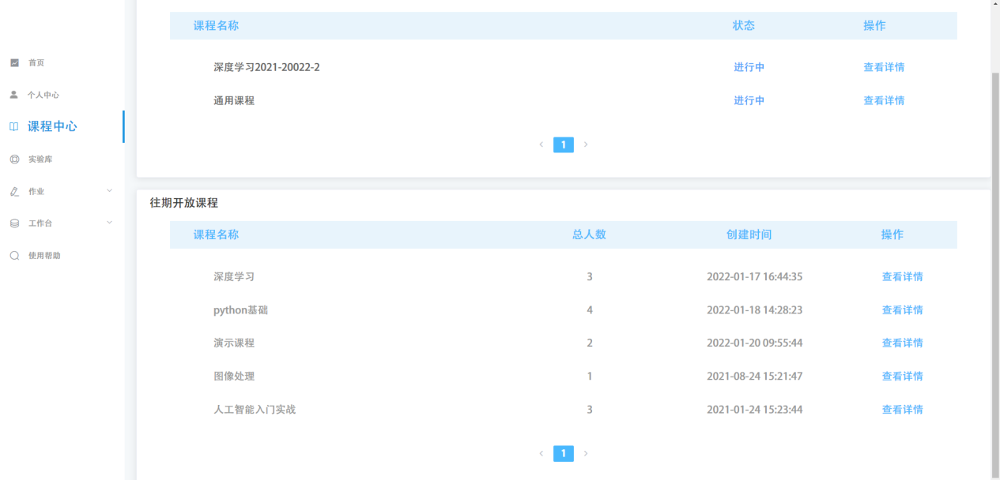 首页
个人中心
课程中心
实验库
作业
工作台
使用帮助
课程名称 状态 操作
深度学习2021-20022-2 进行中 查看详情
通用课程 进行中 查看详情
1
往期开放课程
课程名称 总人数 创建时间 操作
深度学习 3 2022-01-17 16:44:35 查看详情
python基础 4 2022-01-18 14:28:23 查看详情
演示课程 2 2022-01-20 09:55:44 查看详情
图像处理 1 2021-08-24 15:21:47 查看详情
人工智能入门实战 3 2021-01-24 15:23:44 查看详情
1